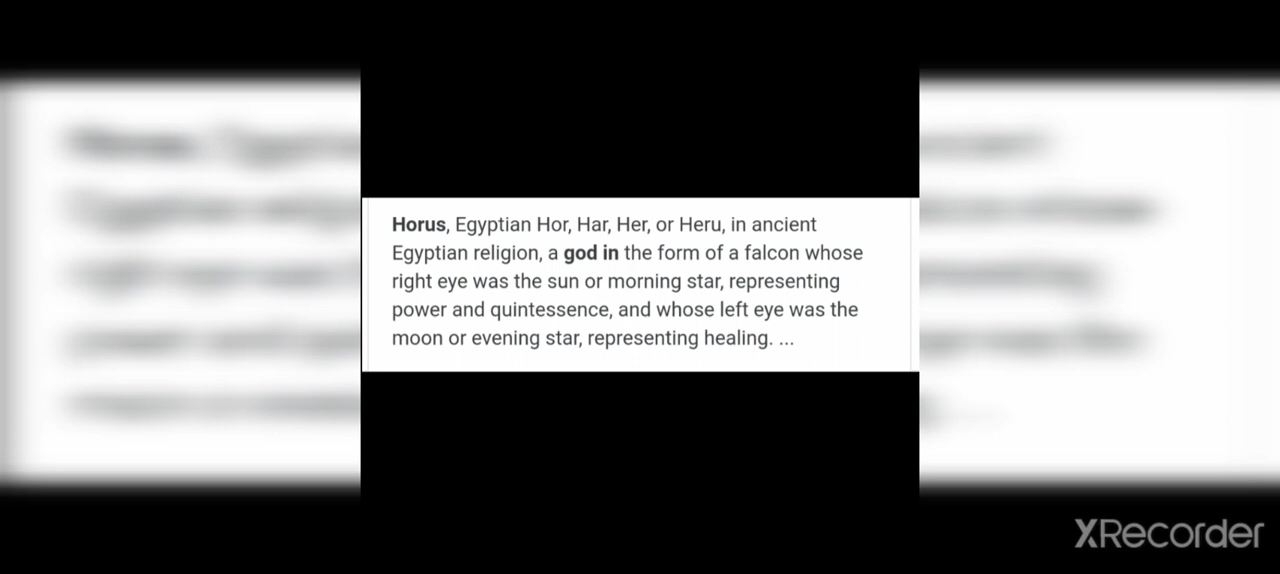 Horus, Egyptian Hor, Har, Her, or Heru, in ancient
Egyptian religion, a god in the form of a falcon whose
right eye was the sun or morning star, representing
power and quintessence, and whose left eye was the
moon or evening star, representing healing. ...
XRecorder